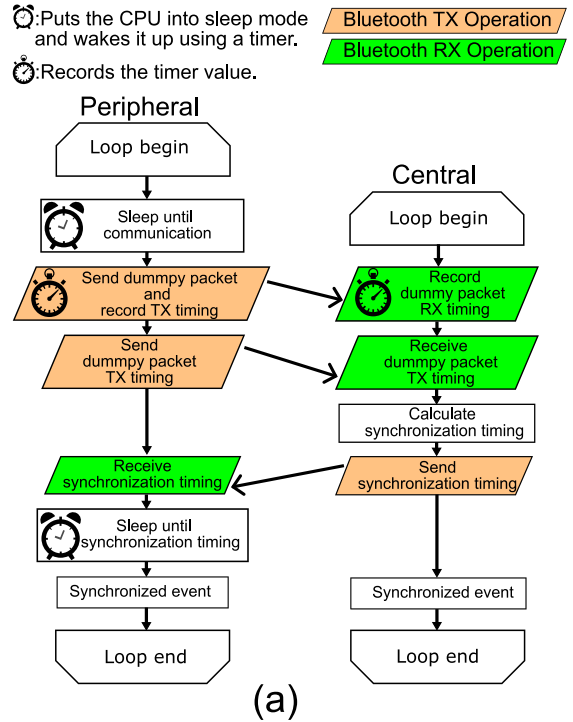 :Puts the CPU into sleep mode
and wakes it up using a timer.
:Records the timer value.
Bluetooth TX Operation
Bluetooth RX Operation
Peripheral
Loop begin
Sleep until
communication
Send dummpy packet
and
record TX timing
Send
dummpy packet
TX timing
Receive
synchronization timing
Sleep until
synchronization timing
Synchronized event
Loop end
Central
Loop begin
Record
dummy packet
RX timing
Receive
dummpy packet
TX timing
Calculate
synchronization timing
Send
synchronization timing
Synchronized event
Loop end
(a)